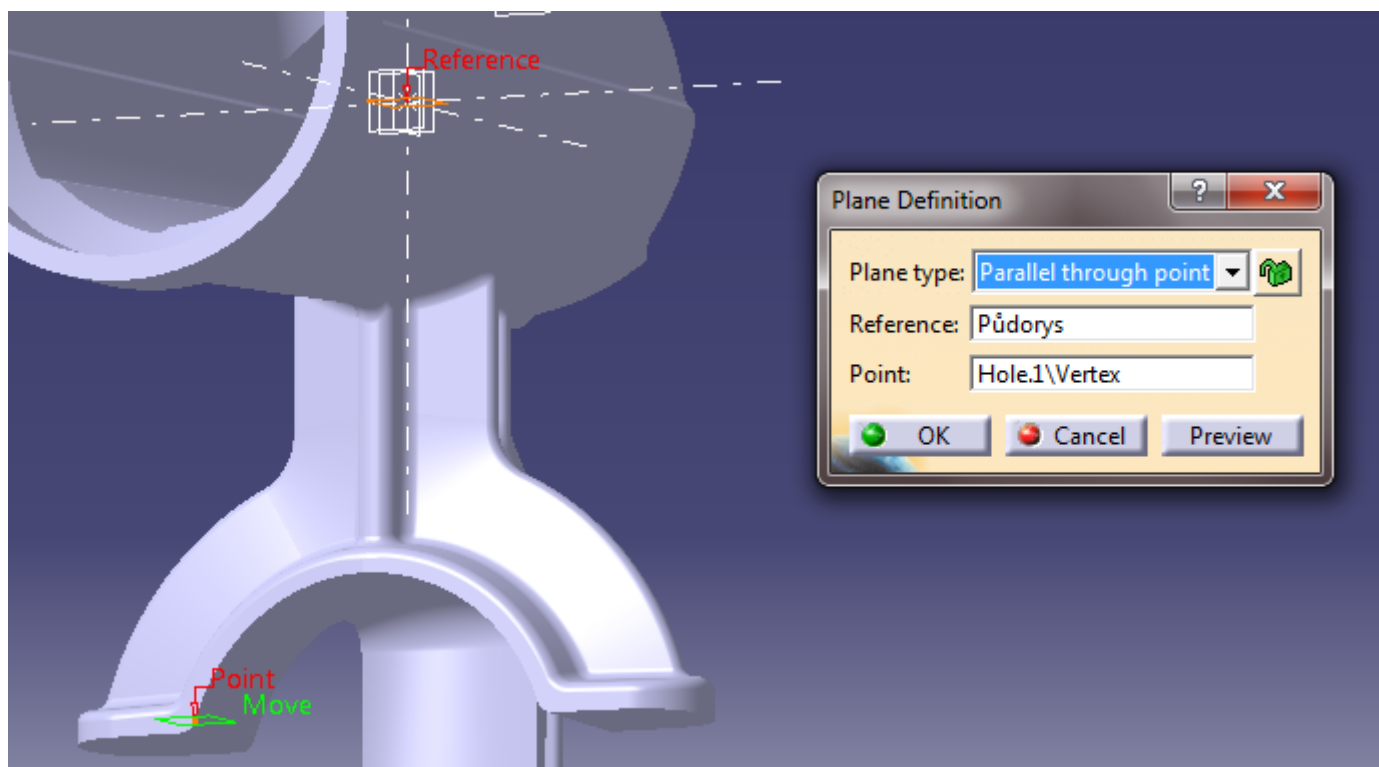 Reference
Plane Definition
?
X
Plane type: Parallel through point
Reference: Půdorys
Point: Hole.1\Vertex
OK Cancel Preview
Point
Move